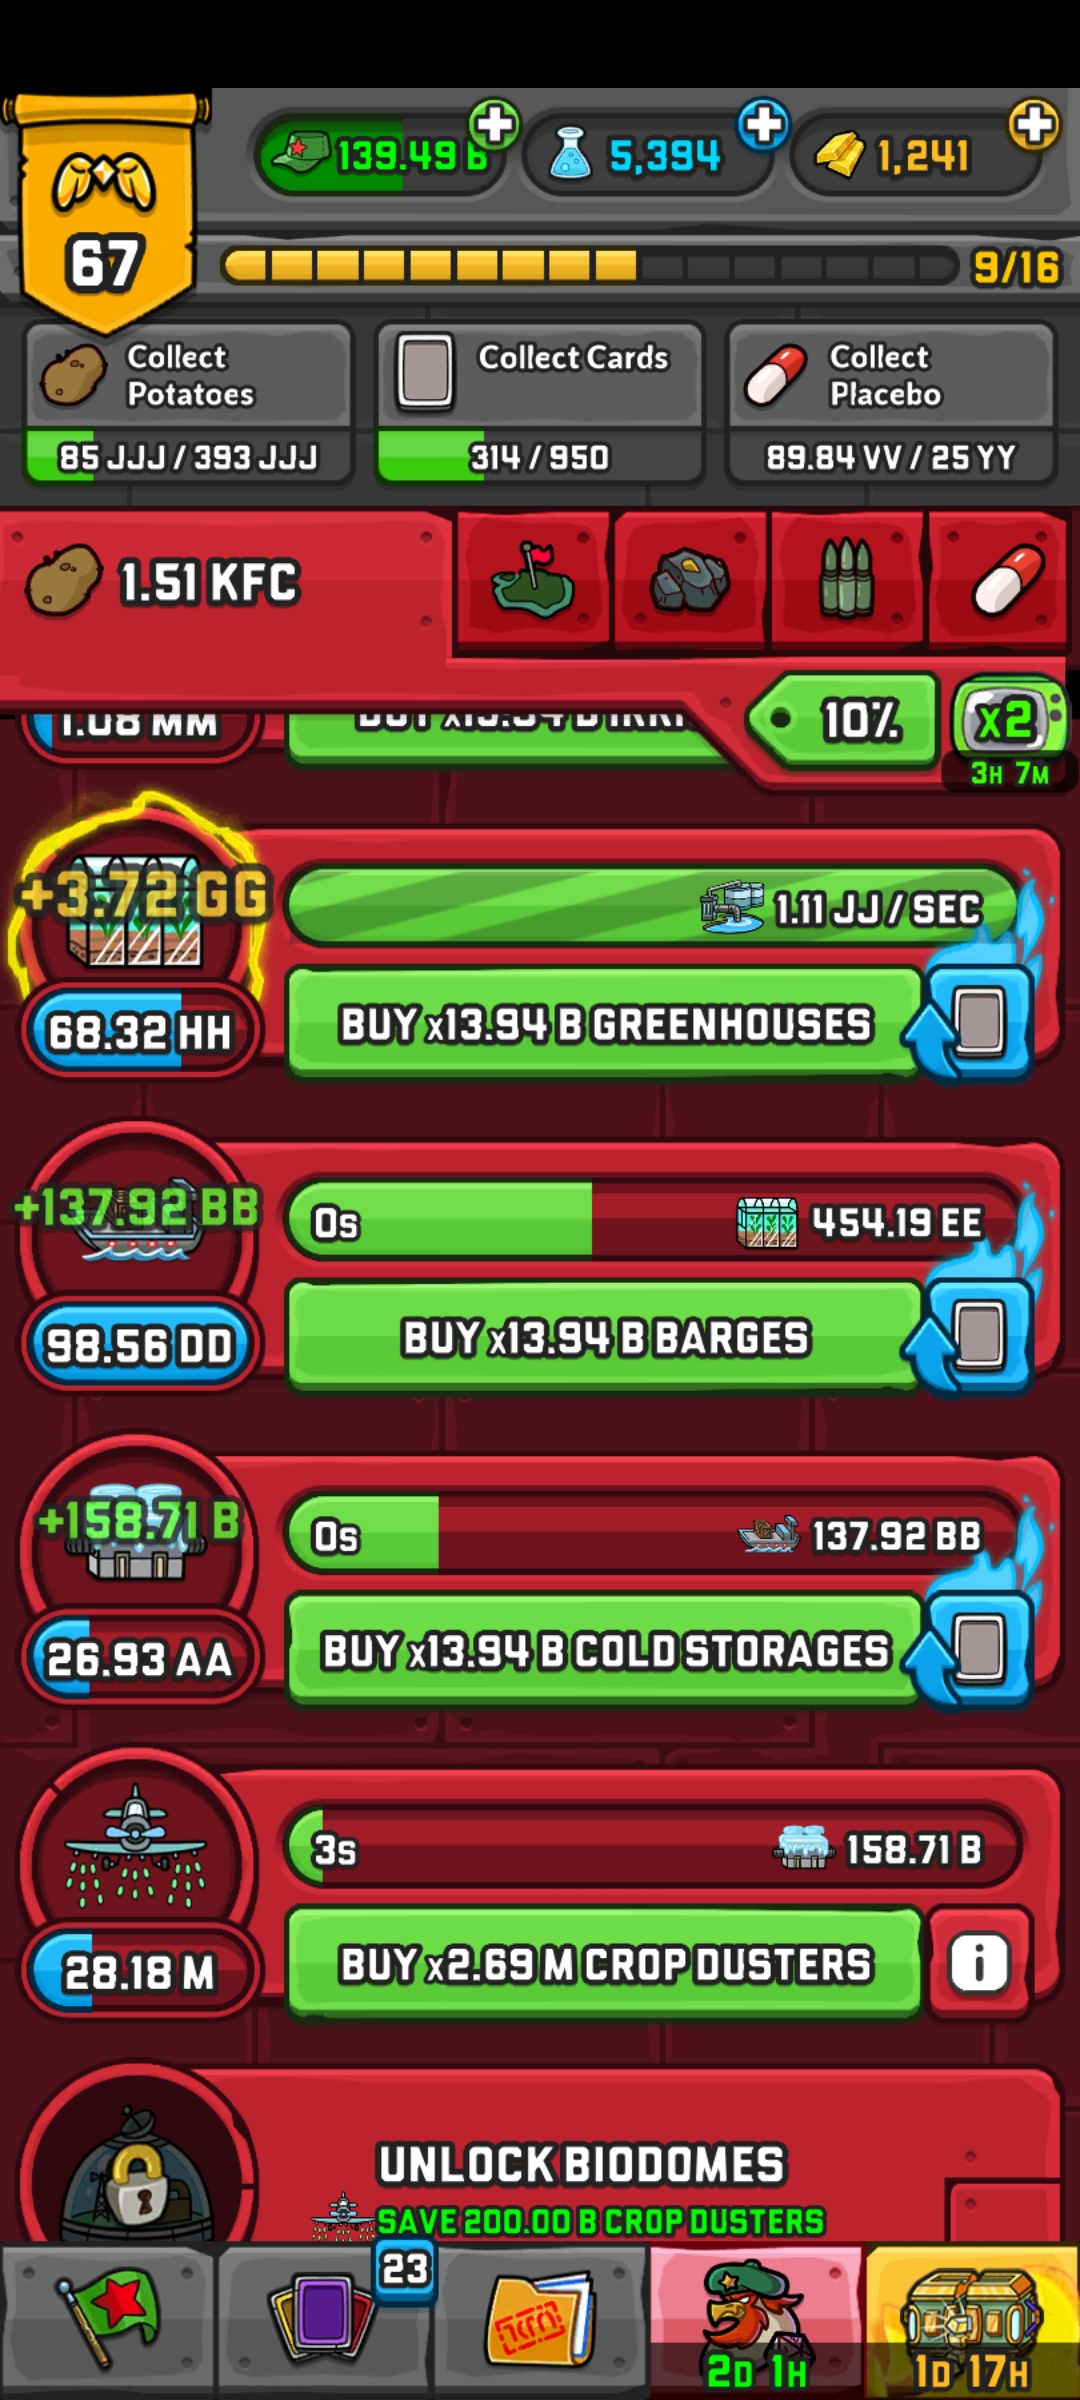 139.49 B
5,394
1,241
67
9/16
Collect
Potatoes
85 JJJ / 393 JJJ
Collect Cards
314 / 950
Collect
Placebo
89.84 VV / 25 YY
1.51 KFC
10%
x2
3H 7M
1.08 MM
+3.72 GG
1.11 JJ / SEC
68.32 HH
BUY x13.94 B GREENHOUSES
+137.92 BB
0s
454.19 EE
98.56 DD
BUY x13.94 B BARGES
+158.71 B
0s
137.92 BB
26.93 AA
BUY x13.94 B COLD STORAGES
3s
158.71 B
28.18 M
BUY x2.69 M CROP DUSTERS
i
UNLOCK BIODOMES
SAVE 200.00 B CROP DUSTERS
23
2D 1H
1D 17H